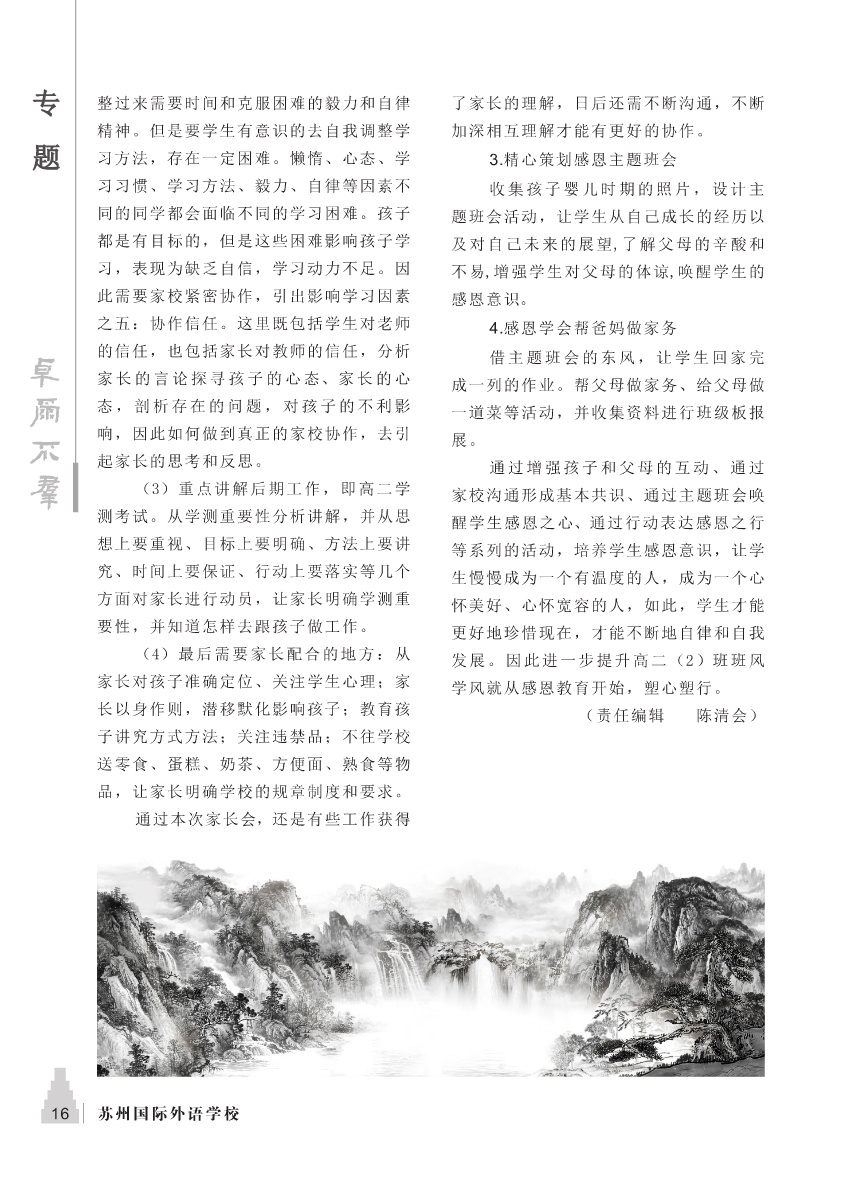 专
题
卓尔不群
整过来需要时间和克服困难的毅力和自律
精神。但是要学生有意识的去自我调整学
习方法，存在一定困难。懒惰、心态、学
习习惯、学习方法、毅力、自律等因素不
同的同学都会面临不同的学习困难。孩子
都是有目标的，但是这些困难影响孩子学
习，表现为缺乏自信，学习动力不足。因
此需要家校紧密协作，引出影响学习因素
之五：协作信任。这里既包括学生对老师
的信任，也包括家长对教师的信任，分析
家长的言论探寻孩子的心态、家长的心
态，剖析存在的问题，对孩子的不利影
响，因此如何做到真正的家校协作，去引
起家长的思考和反思。
（3）重点讲解后期工作，即高二学
测考试。从学测重要性分析讲解，并从思
想上要重视、目标上要明确、方法上要讲
究、时间上要保证、行动上要落实等几个
方面对家长进行动员，让家长明确学测重
要性，并知道怎样去跟孩子做工作。
（4）最后需要家长配合的地方：从
家长对孩子准确定位、关注学生心理；家
长以身作则，潜移默化影响孩子；教育孩
子讲究方式方法；关注违禁品；不往学校
送零食、蛋糕、奶茶、方便面、熟食等物
品，让家长明确学校的规章制度和要求。
通过本次家长会，还是有些工作获得
了家长的理解，日后还需不断沟通，不断
加深相互理解才能有更好的协作。
3.精心策划感恩主题班会
收集孩子婴儿时期的照片，设计主
题班会活动，让学生从自己成长的经历以
及对自己未来的展望,了解父母的辛酸和
不易,增强学生对父母的体谅,唤醒学生的
感恩意识。
4.感恩学会帮爸妈做家务
借主题班会的东风，让学生回家完
成一列的作业。帮父母做家务、给父母做
一道菜等活动，并收集资料进行班级板报
展。
通过增强孩子和父母的互动、通过
家校沟通形成基本共识、通过主题班会唤
醒学生感恩之心、通过行动表达感恩之行
等系列的活动，培养学生感恩意识，让学
生慢慢成为一个有温度的人，成为一个心
怀美好、心怀宽容的人，如此，学生才能
更好地珍惜现在，才能不断地自律和自我
发展。因此进一步提升高二（2）班班风
学风就从感恩教育开始，塑心塑行。
（责任编辑　　陈清会）
16
苏州国际外语学校